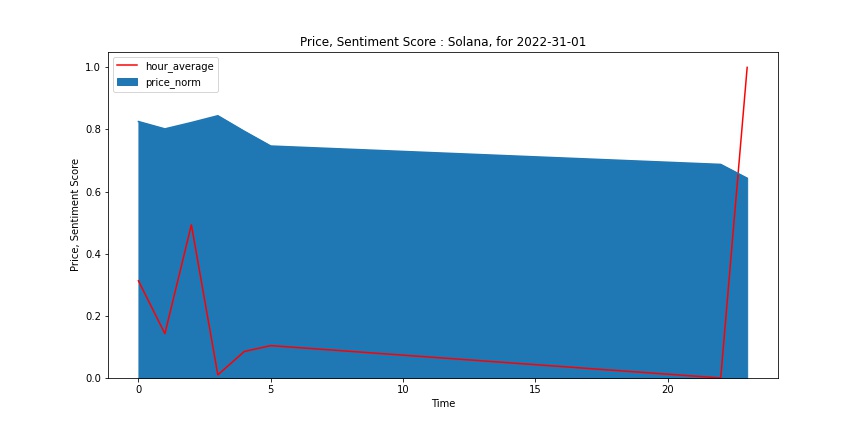 Price, Sentiment Score : Solana, for 2022-31-01
hour_average
price_norm
1.0
0.8
0.6
0.4
0.2
0.0
Price, Sentiment Score
0
5
10
15
20
Time